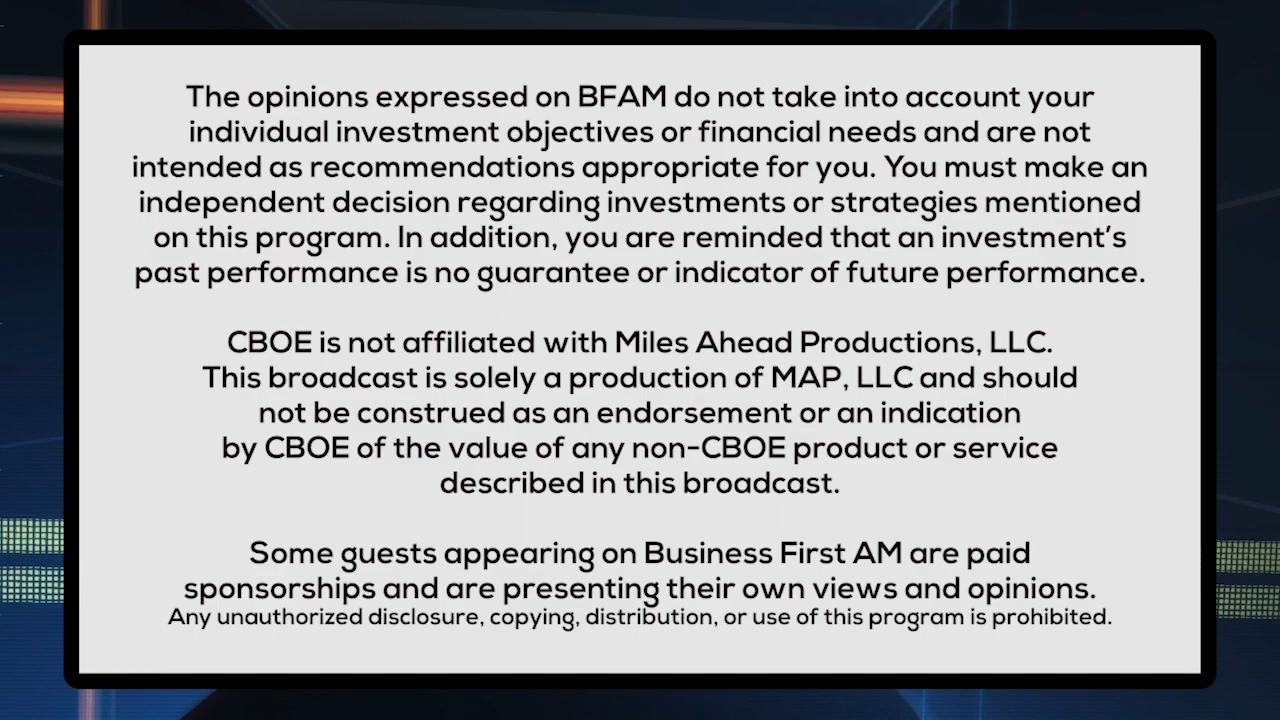 The opinions expressed on BFAM do not take into account your
individual investment objectives or financial needs and are not
intended as recommendations appropriate for you. You must make an
independent decision regarding investments or strategies mentioned
on this program. In addition, you are reminded that an investment's
past performance is no guarantee or indicator of future performance.
CBOE is not affiliated with Miles Ahead Productions, LLC.
This broadcast is solely a production of MAP, LLC and should
not be construed as an endorsement or an indication
by CBOE of the value of any non-CBOE product or service
described in this broadcast.
Some guests appearing on Business First AM are paid
sponsorships and are presenting their own views and opinions.
Any unauthorized disclosure, copying, distribution, or use of this program is prohibited.